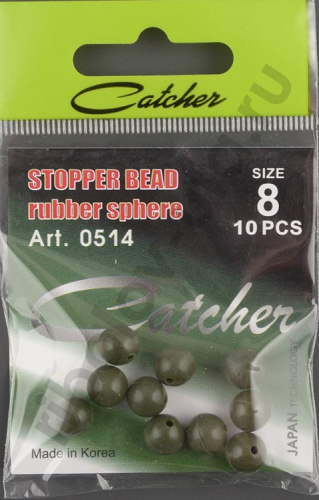 Catcher
STOPPER BEAD
rubber sphere
Art. 0514
SIZE
8
10 PCS
Catcher
Made in Korea
JAPAN TECHNOLOGY